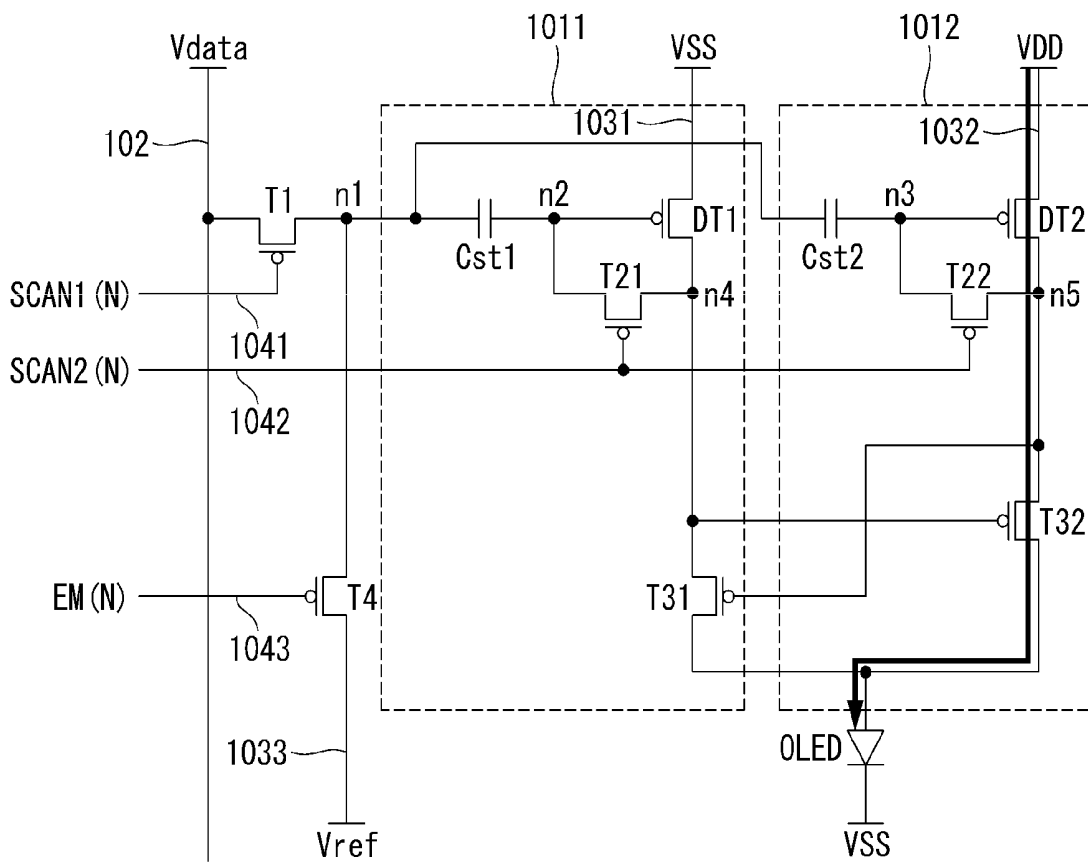 1011
1012
Vdata
VSS
VDD
102
1031
1032
T1
n1
n2
n3
DT1
DT2
Cst1
Cst2
T21
T22
n4
n5
SCAN1(N)
1041
SCAN2(N)
1042
T32
EM(N)
T4
T31
1043
1033
OLED
Vref
VSS